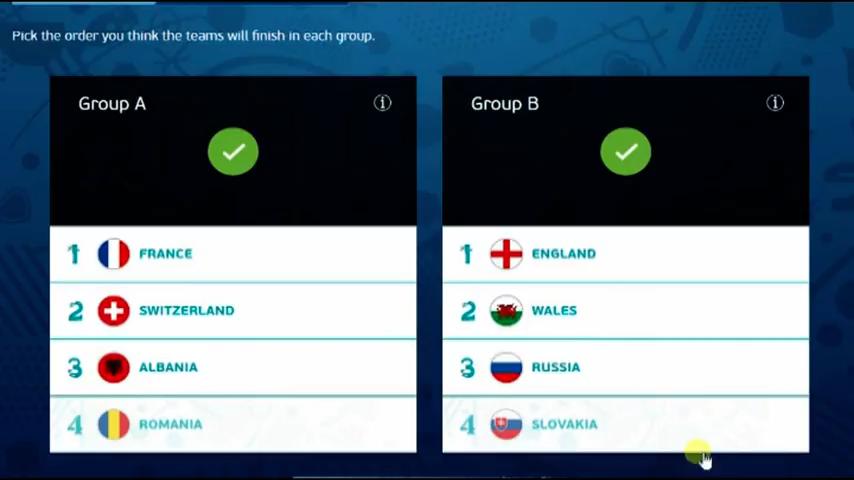 Pick the order you think the teams will finish in each group.
Group A
1 FRANCE
2 SWITZERLAND
3 ALBANIA
4 ROMANIA
Group B
1 ENGLAND
2 WALES
3 RUSSIA
4 SLOVAKIA